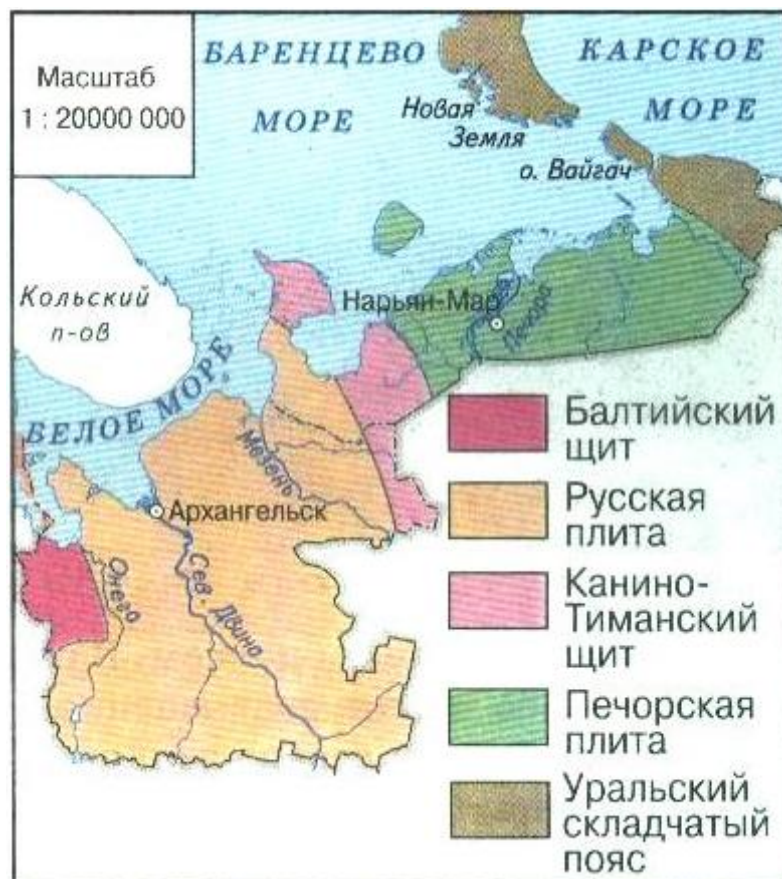 Масштаб
1 : 20000 000
БАРЕНЦЕВО
МОРЕ
КАРСКОЕ
МОРЕ
Новая
Земля
о. Вайгач
Кольский
п-ов
Нарьян-Мар
Печора
БЕЛОЕ МОРЕ
Мезень
Архангельск
Онега
Сев. Двина
Балтийский
щит
Русская
плита
Канино-
Тиманский
щит
Печорская
плита
Уральский
складчатый
пояс